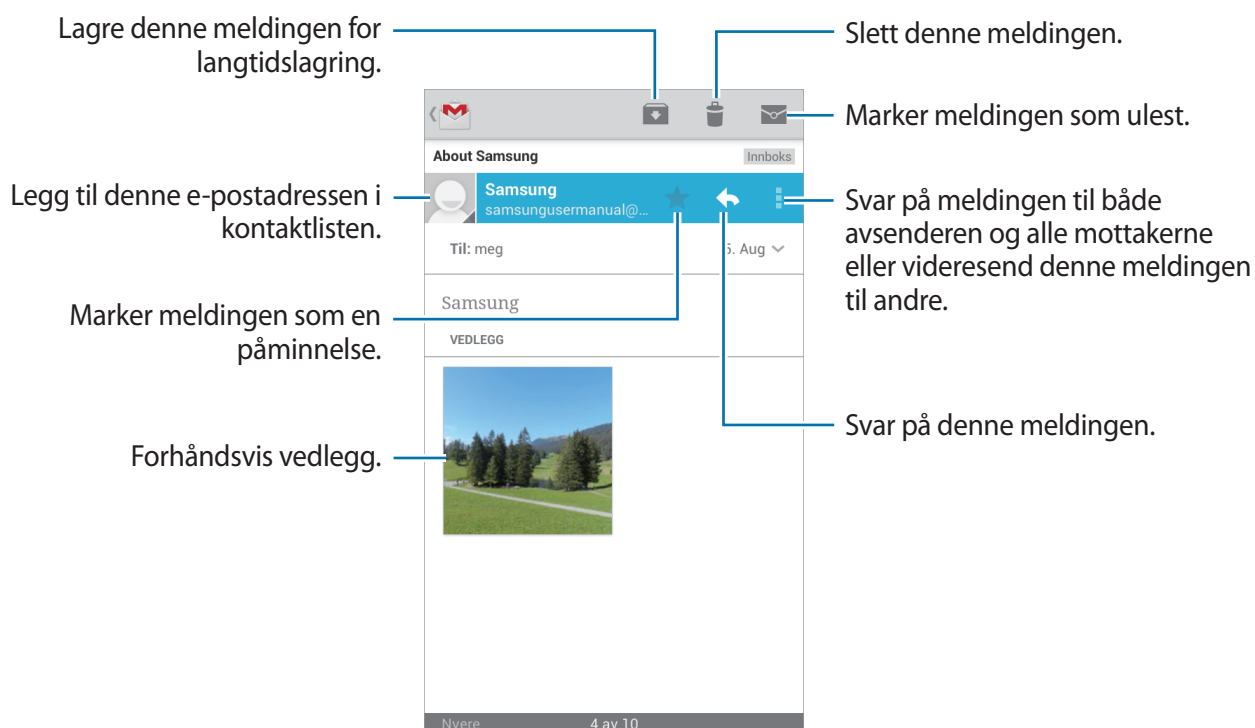 Lagre denne meldingen for
langtidslagring.
Slett denne meldingen.
Marker meldingen som ulest.
About Samsung
Innboks
Legg til denne e-postadressen i
kontaktlisten.
Samsung
samsungusermanual@...
Svar på meldingen til både
avsenderen og alle mottakerne
eller videresend denne meldingen
til andre.
Til: meg
. Aug
Samsung
Marker meldingen som en
påminnelse.
VEDLEGG
Svar på denne meldingen.
Forhåndsvis vedlegg.
Nyere
4 av 10